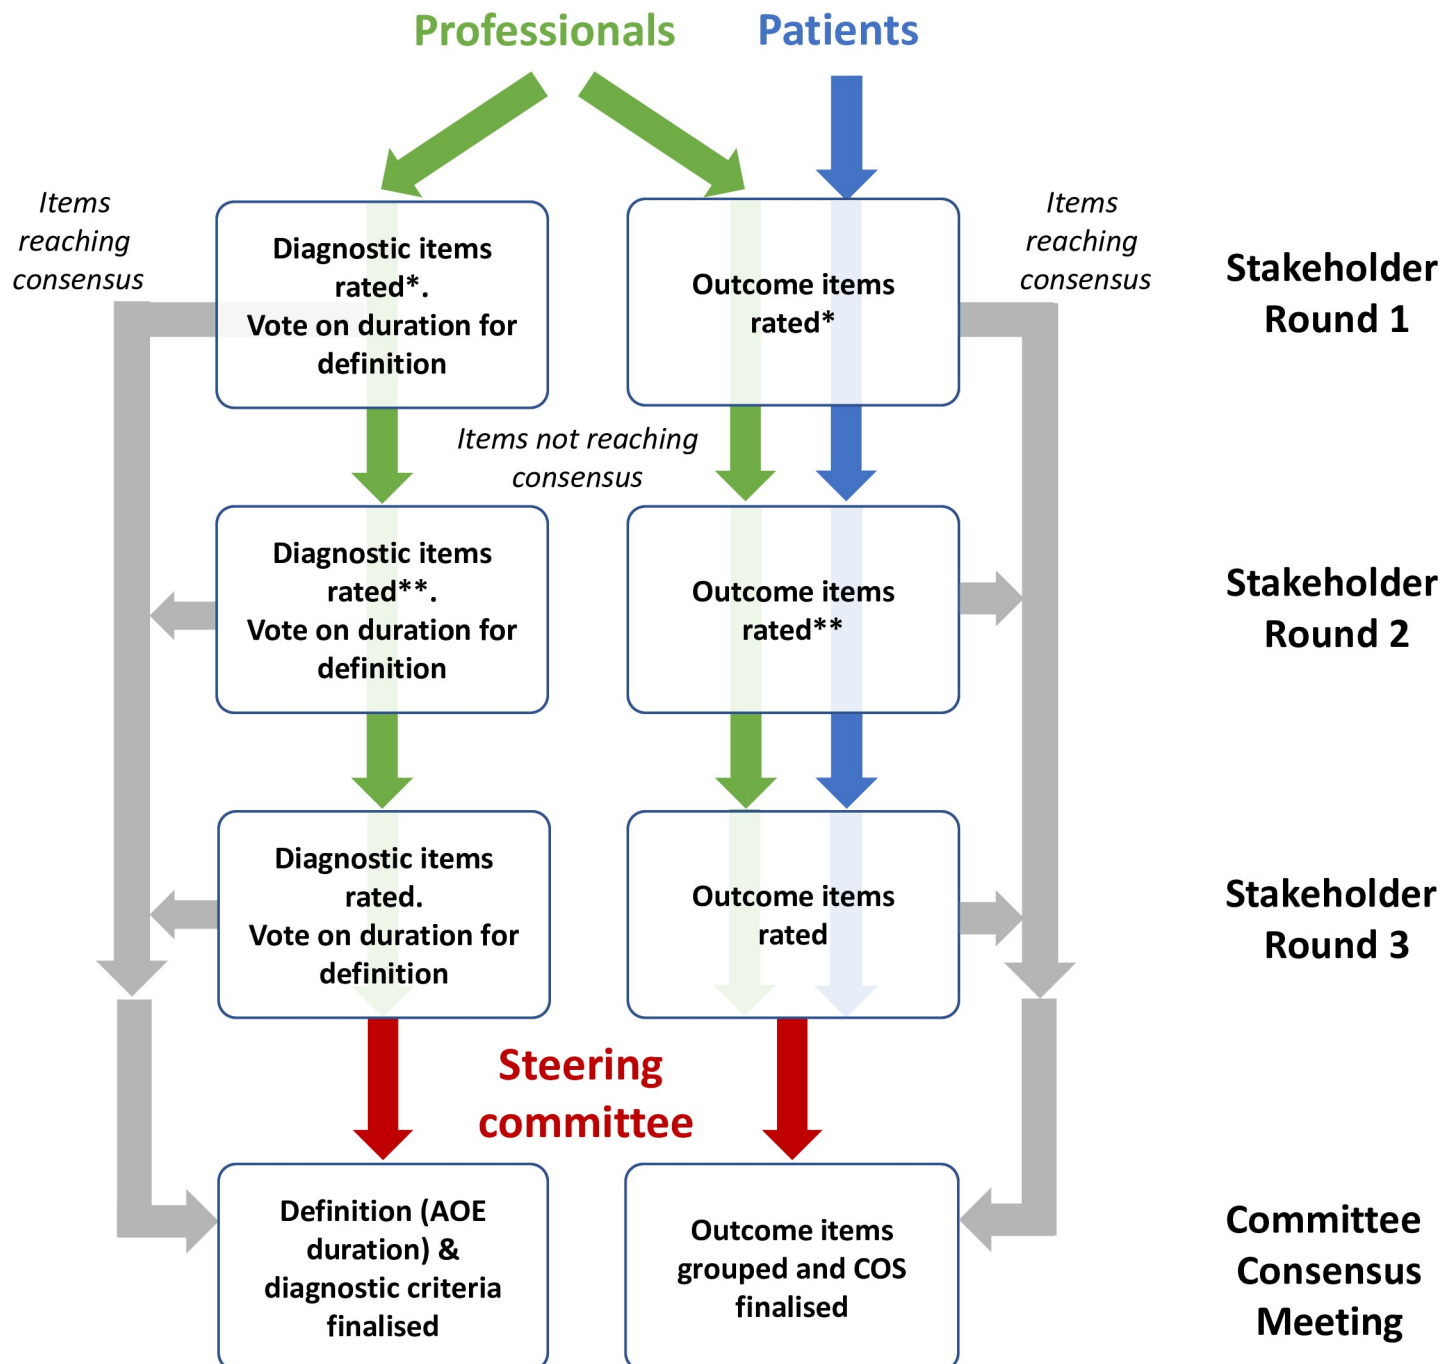 Professionals
Patients
Items
reaching
consensus
Diagnostic items
rated*.
Vote on duration for
definition
Outcome items
rated*
Items
reaching
consensus
Stakeholder
Round 1
Items not reaching
consensus
Diagnostic items
rated**.
Vote on duration for
definition
Outcome items
rated**
Stakeholder
Round 2
Diagnostic items
rated.
Vote on duration for
definition
Outcome items
rated
Stakeholder
Round 3
Steering
committee
Definition (AOE
duration) &
diagnostic criteria
finalised
Outcome items
grouped and COS
finalised
Committee
Consensus
Meeting